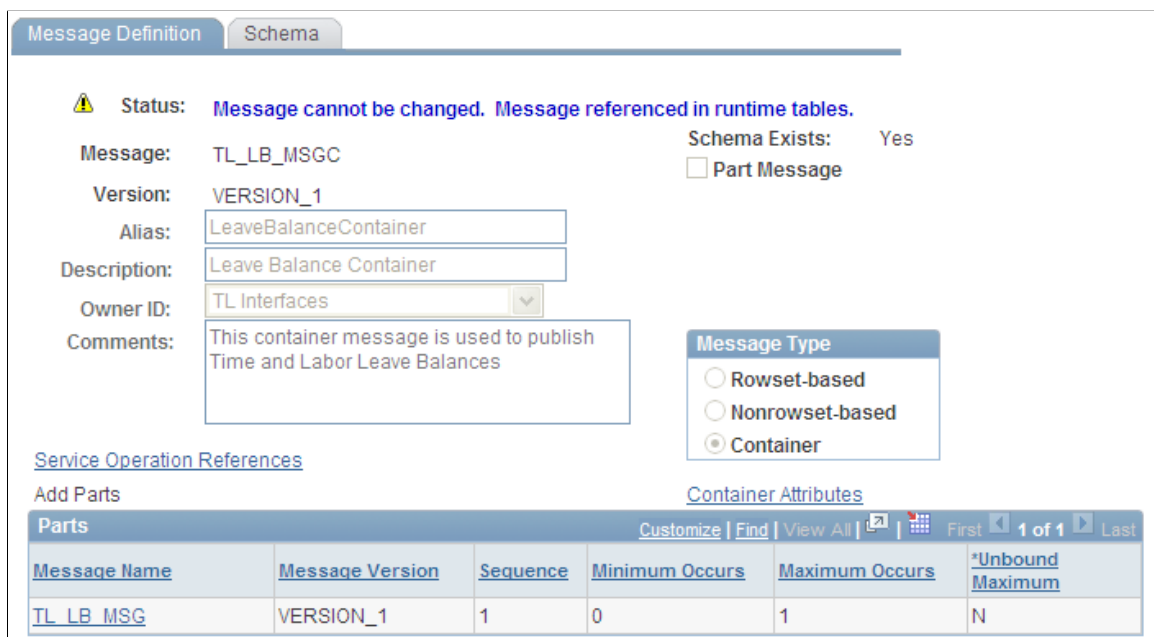 Message Definition Schema
Status: Message cannot be changed. Message referenced in runtime tables.
Schema Exists: Yes
Message: TL_LB_MSGC
Part Message
Version: VERSION_1
Alias: LeaveBalanceContainer
Description: Leave Balance Container
Owner ID: TL Interfaces
Comments: This container message is used to publish
Time and Labor Leave Balances
Message Type
Rowset-based
Nonrowset-based
Container
Service Operation References
Add Parts Container Attributes
Parts Customize | Find | View All | | First 1 of 1 Last
Message Name Message Version Sequence Minimum Occurs Maximum Occurs *Unbound
Maximum
TL_LB_MSG VERSION_1 1 0 1 N